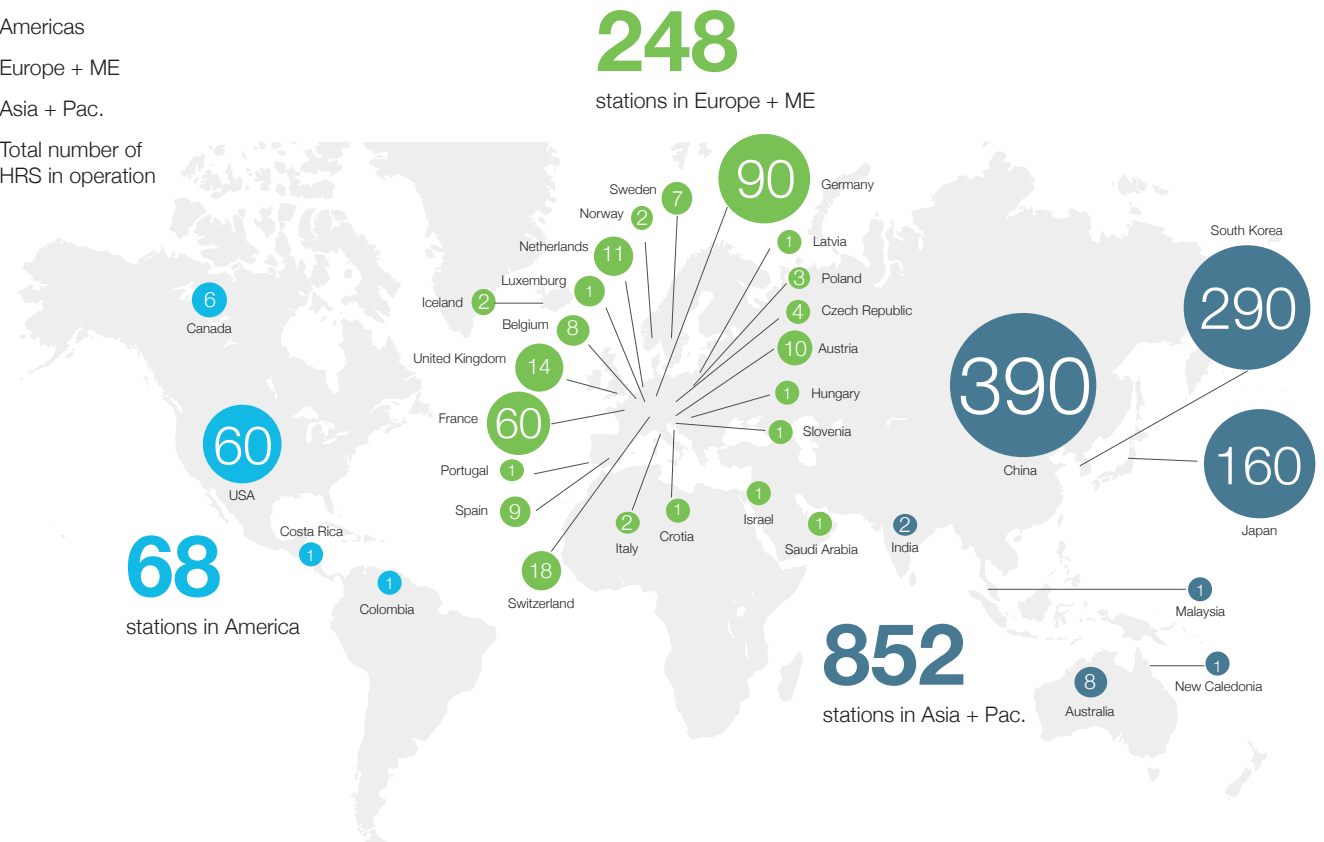 Americas
Europe + ME
Asia + Pac.
Total number of
HRS in operation
248
stations in Europe + ME
90
Germany
Sweden
7
Norway
2
Netherlands
11
Luxemburg
1
Iceland
2
Belgium
8
United Kingdom
14
France
60
Portugal
1
Spain
9
18
Switzerland
2
Italy
1
Crotia
1
Latvia
3
Poland
4
Czech Republic
10
Austria
1
Hungary
1
Slovenia
1
Israel
1
Saudi Arabia
6
Canada
60
USA
Costa Rica
1
1
Colombia
68
stations in America
South Korea
290
390
China
160
Japan
2
India
1
Malaysia
1
New Caledonia
8
Australia
852
stations in Asia + Pac.